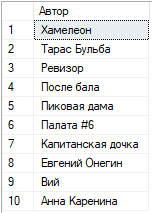 Автор
1 Хамелеон
2 Тарас Бульба
3 Ревизор
4 После бала
5 Пиковая дама
6 Палата #6
7 Капитанская дочка
8 Евгений Онегин
9 Вий
10 Анна Каренина